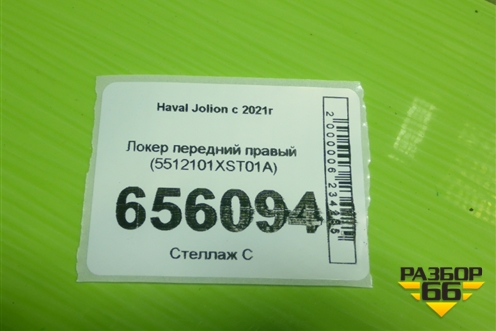 Haval Jolion с 2021г
Локер передний правый
(5512101XST01A)
656094
Стеллаж С
РАЗБОР
66